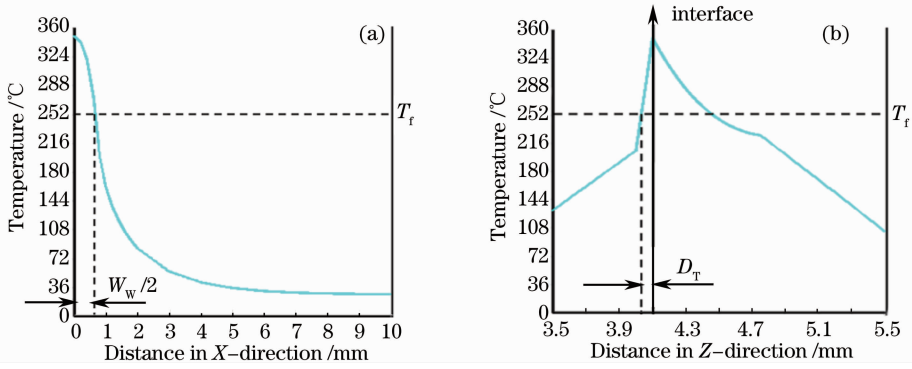 (a)
Temperature /℃
360
324
288
252
216
180
144
108
72
36
0
T_f
W_W/2
0 1 2 3 4 5 6 7 8 9 10
Distance in X-direction /mm
interface
(b)
Temperature /℃
360
324
288
252
216
180
144
108
72
36
0
T_f
D_T
3.5 3.9 4.3 4.7 5.1 5.5
Distance in Z-direction /mm